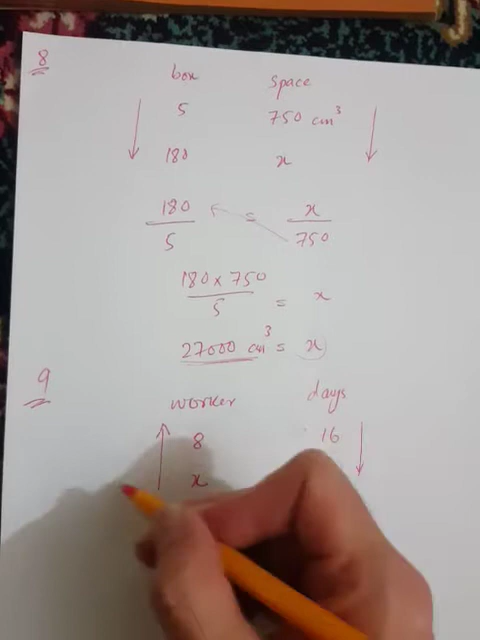 8
box space
5 750 cm³
180 x
180/5 = x/750
180 x 750/5 = x
27000 cm³ = x
9
worker days
8 16
x